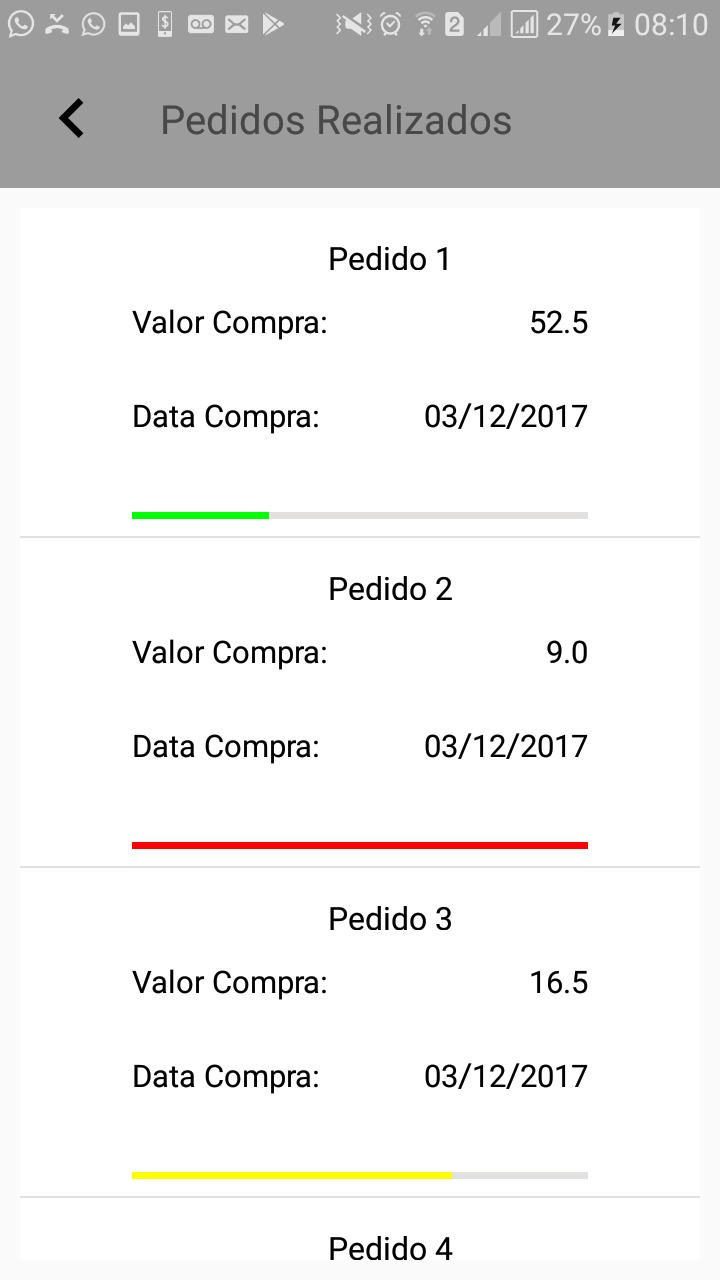 2 27% 08:10
Pedidos Realizados
Pedido 1
Valor Compra: 52.5
Data Compra: 03/12/2017
Pedido 2
Valor Compra: 9.0
Data Compra: 03/12/2017
Pedido 3
Valor Compra: 16.5
Data Compra: 03/12/2017
Pedido 4